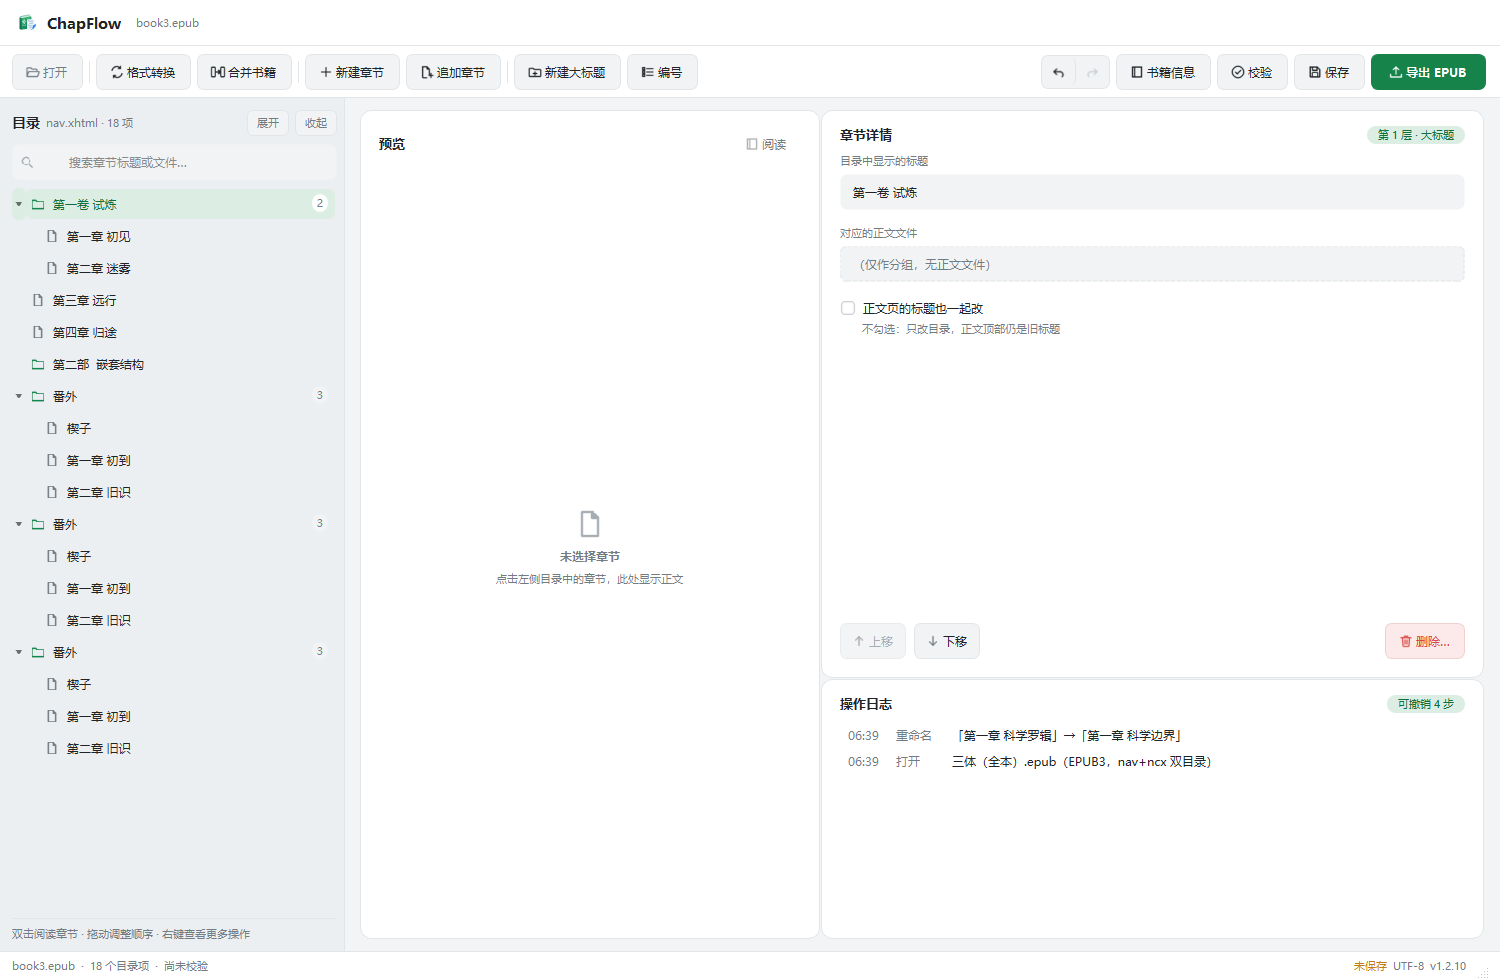 ChapFlow book3.epub
打开 格式转换 合并书籍 新建章节 追加章节 新建大标题 编号 书籍信息 校验 保存 导出 EPUB
目录 nav.xhtml · 18 项 展开 收起
搜索章节标题或文件...
第一卷 试炼 2
第一章 初见
第二章 迷雾
第三章 远行
第四章 归途
第二部 嵌套结构
番外 3
楔子
第一章 初到
第二章 旧识
番外 3
楔子
第一章 初到
第二章 旧识
番外 3
楔子
第一章 初到
第二章 旧识
双击阅读章节 · 拖动调整顺序 · 右键查看更多操作
预览 阅读
未选择章节
点击左侧目录中的章节，此处显示正文
章节详情 第 1 层 · 大标题
目录中显示的标题
第一卷 试炼
对应的正文文件
（仅作分组，无正文文件）
正文页的标题也一起改
不勾选：只改目录，正文顶部仍是旧标题
上移 下移 删除...
操作日志 可撤销 4 步
06:39 重命名 「第一章 科学罗辑」→「第一章 科学边界」
06:39 打开 三体（全本）.epub（EPUB3，nav+ncx 双目录）
book3.epub · 18 个目录项 · 尚未校验 未保存 UTF-8 v1.2.10